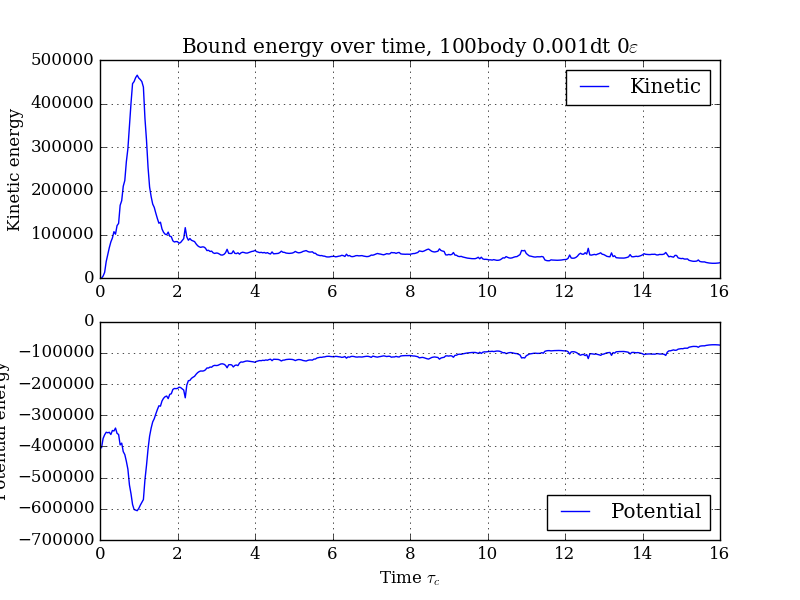 Bound energy over time, 100body 0.001dt 0ε
Kinetic energy
500000
400000
300000
200000
100000
0
Kinetic
0 2 4 6 8 10 12 14 16
Potential energy
0
−100000
−200000
−300000
−400000
−500000
−600000
−700000
Potential
0 2 4 6 8 10 12 14 16
Time τc